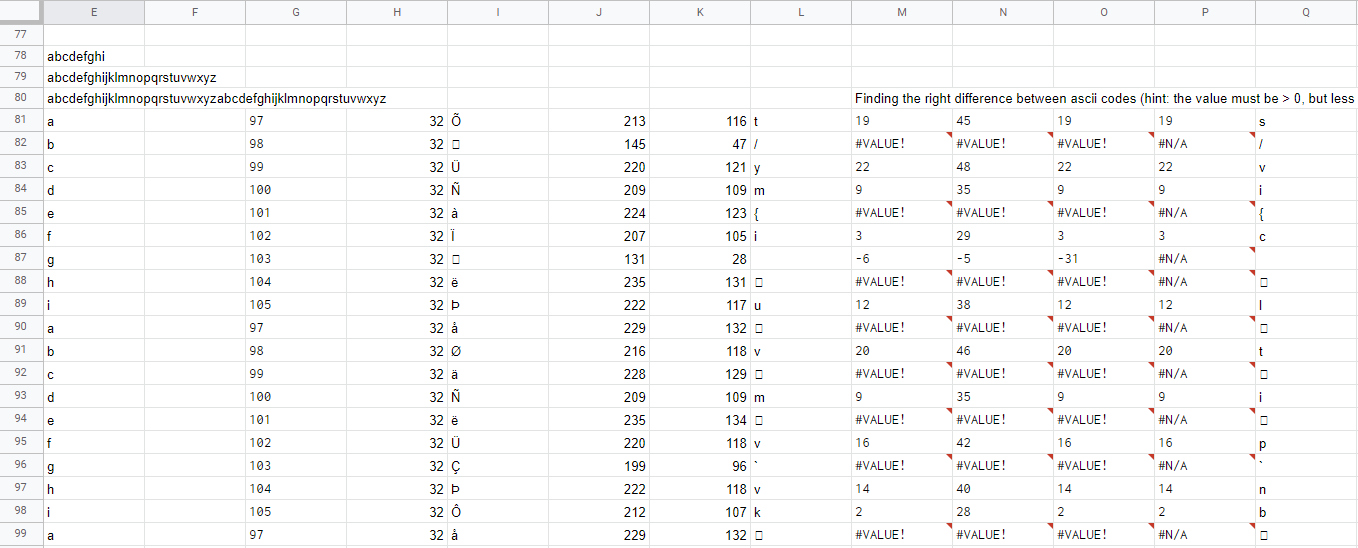 E F G H I J K L M N O P Q
77
78 abcdefghi
79 abcdefghijklmnopqrstuvwxyz
80 abcdefghijklmnopqrstuvwxyzabcdefghijklmnopqrstuvwxyz Finding the right difference between ascii codes (hint: the value must be > 0, but less
81 a 97 32 Õ 213 116 t 19 45 19 19 s
82 b 98 32 □ 145 47 / #VALUE! #VALUE! #VALUE! #N/A /
83 c 99 32 Ü 220 121 y 22 48 22 22 v
84 d 100 32 Ñ 209 109 m 9 35 9 9 i
85 e 101 32 à 224 123 { #VALUE! #VALUE! #VALUE! #N/A {
86 f 102 32 Ï 207 105 i 3 29 3 3 c
87 g 103 32 □ 131 28 -6 -5 -31 #N/A
88 h 104 32 ë 235 131 □ #VALUE! #VALUE! #VALUE! #N/A □
89 i 105 32 Þ 222 117 u 12 38 12 12 l
90 a 97 32 å 229 132 □ #VALUE! #VALUE! #VALUE! #N/A □
91 b 98 32 Ø 216 118 v 20 46 20 20 t
92 c 99 32 ä 228 129 □ #VALUE! #VALUE! #VALUE! #N/A □
93 d 100 32 Ñ 209 109 m 9 35 9 9 i
94 e 101 32 ë 235 134 □ #VALUE! #VALUE! #VALUE! #N/A □
95 f 102 32 Ü 220 118 v 16 42 16 16 p
96 g 103 32 Ç 199 96 ` #VALUE! #VALUE! #VALUE! #N/A `
97 h 104 32 Þ 222 118 v 14 40 14 14 n
98 i 105 32 Ô 212 107 k 2 28 2 2 b
99 a 97 32 å 229 132 □ #VALUE! #VALUE! #VALUE! #N/A □